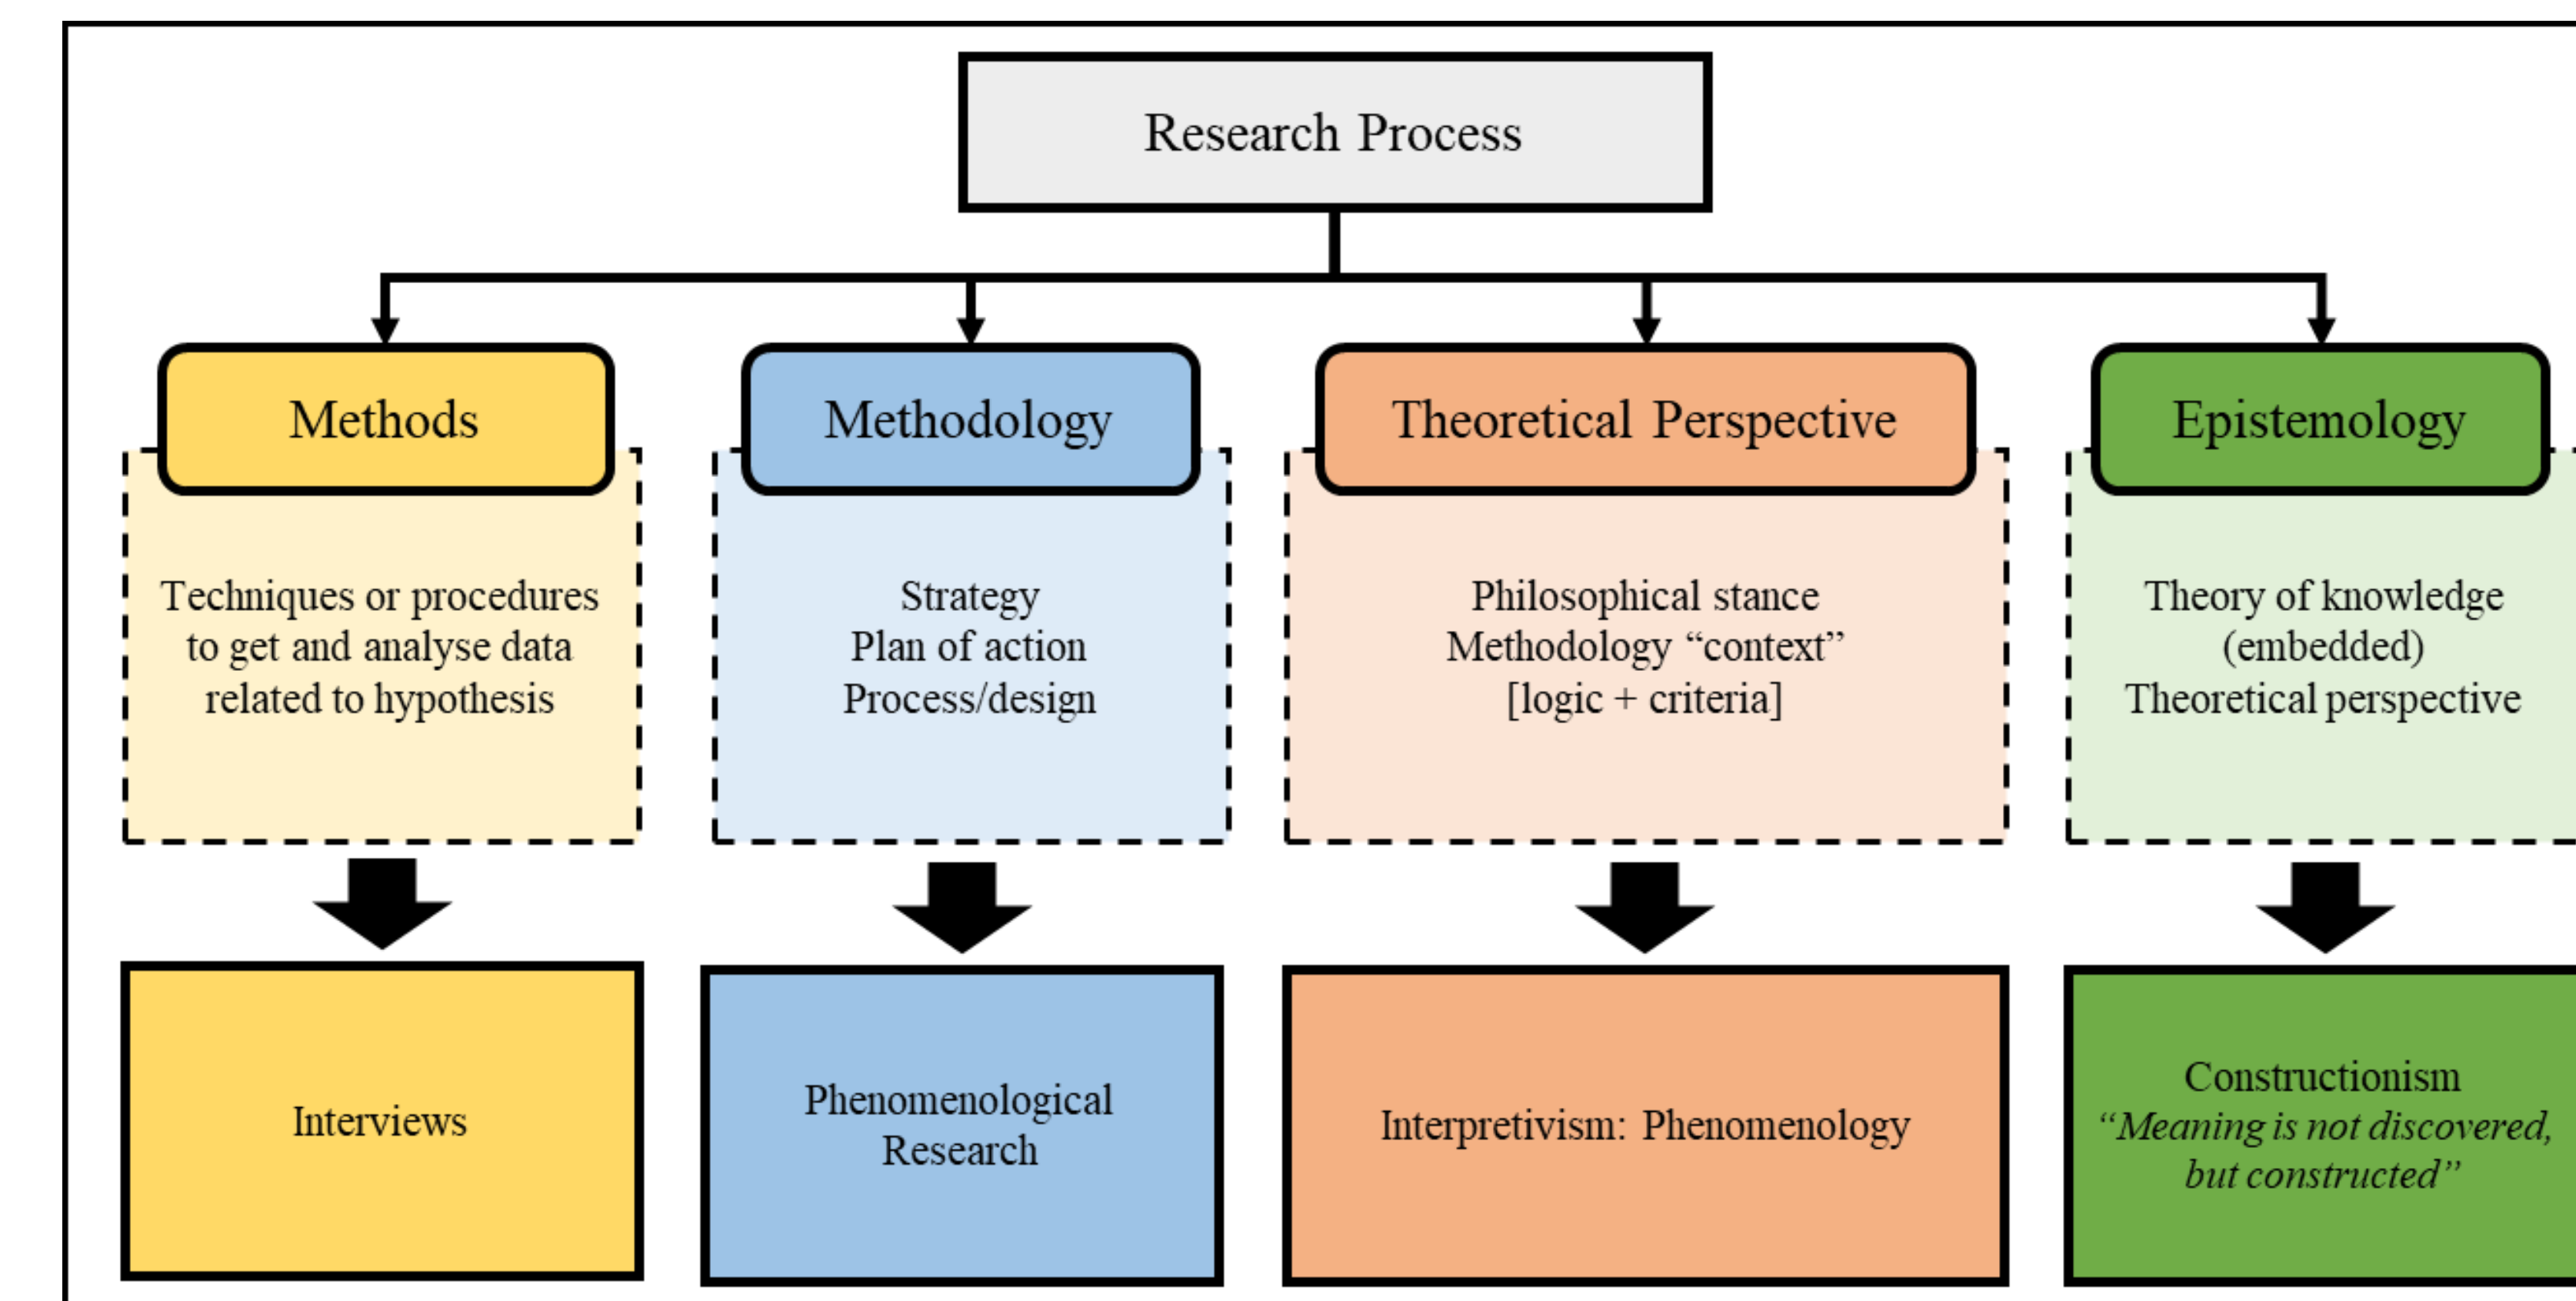 Research Process
Methods
Methodology
Theoretical Perspective
Epistemology
Techniques or procedures
to get and analyse data
related to hypothesis
Strategy
Plan of action
Process/design
Philosophical stance
Methodology “context”
[logic + criteria]
Theory of knowledge
(embedded)
Theoretical perspective
Interviews
Phenomenological
Research
Interpretivism: Phenomenology
Constructionism
“Meaning is not discovered,
but constructed”